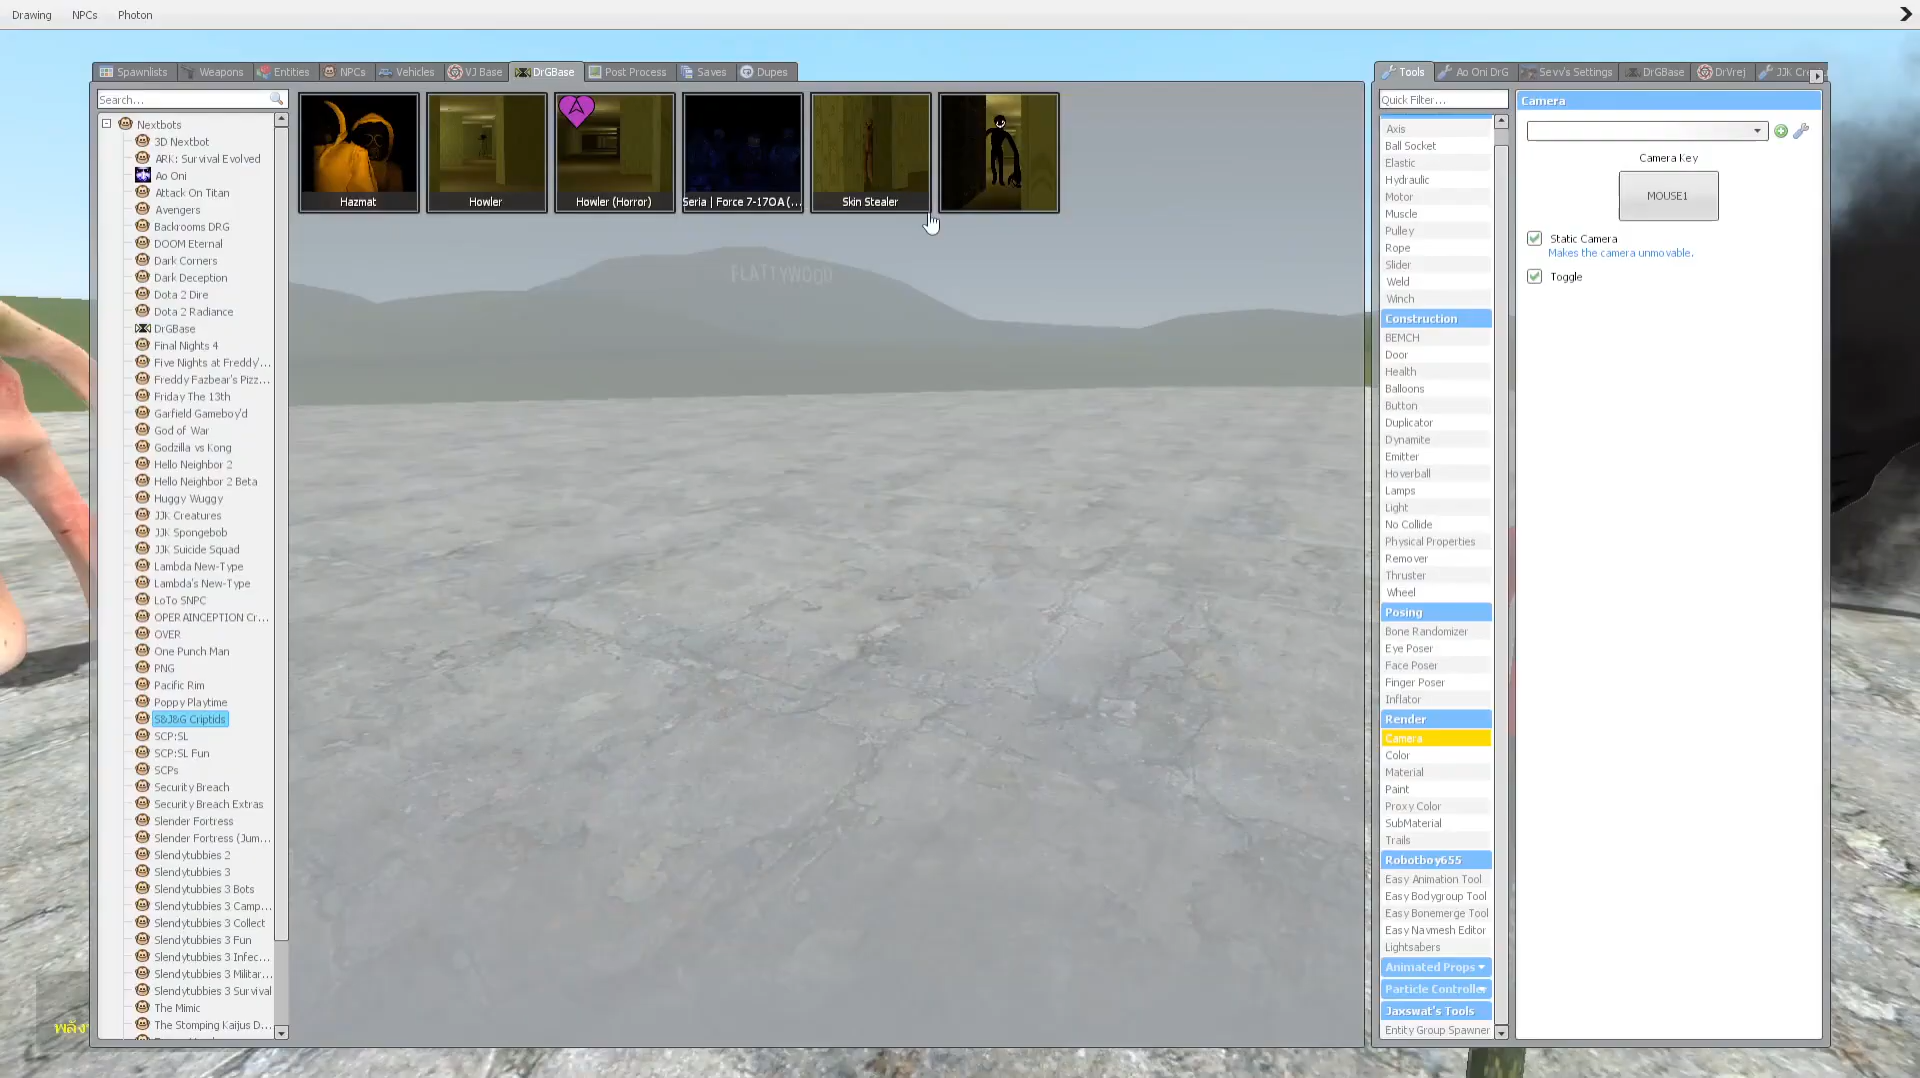 Drawing NPCs Photon
Spawnlists Weapons Entities NPCs Vehicles VJ Base DrGBase Post Process Saves Dupes
Search...
Nextbots
3D Nextbot
ARK: Survival Evolved
Ao Oni
Attack On Titan
Avengers
Backrooms DRG
DOOM Eternal
Dark Corners
Dark Deception
Dota 2 Dire
Dota 2 Radiance
DrGBase
Final Nights 4
Five Nights at Freddy'...
Freddy Fazbear's Pizz...
Friday The 13th
Garfield Gameboy'd
God of War
Godzilla vs Kong
Hello Neighbor 2
Hello Neighbor 2 Beta
Huggy Wuggy
JJK Creatures
JJK Spongebob
JJK Suicide Squad
Lambda New-Type
Lambda's New-Type
LoTo SNPC
OPERAINCEPTION Cr...
OVER
One Punch Man
PNG
Pacific Rim
Poppy Playtime
S&J&G Criptids
SCP:SL
SCP:SL Fun
SCPs
Security Breach
Security Breach Extras
Slender Fortress
Slender Fortress (Jum...
Slendytubbies 2
Slendytubbies 3
Slendytubbies 3 Bots
Slendytubbies 3 Camp...
Slendytubbies 3 Collect
Slendytubbies 3 Fun
Slendytubbies 3 Infec...
Slendytubbies 3 Militar...
Slendytubbies 3 Survival
The Mimic
The Stomping Kaijus D...
Hazmat
Howler
Howler (Horror)
Seria | Force 7-17OA (...
Skin Stealer
FLATTYWOOD
Tools Ao Oni DrG Sevv's Settings DrGBase DrVrej JJK Cre
Quick Filter...
Axis
Ball Socket
Elastic
Hydraulic
Motor
Muscle
Pulley
Rope
Slider
Weld
Winch
Construction
BEMCH
Door
Health
Balloons
Button
Duplicator
Dynamite
Emitter
Hoverball
Lamps
Light
No Collide
Physical Properties
Remover
Thruster
Wheel
Posing
Bone Randomizer
Eye Poser
Face Poser
Finger Poser
Inflator
Render
Camera
Color
Material
Paint
Proxy Color
SubMaterial
Trails
Robotboy655
Easy Animation Tool
Easy Bodygroup Tool
Easy Bonemerge Tool
Easy Navmesh Editor
Lightsabers
Animated Props
Particle Controller
Jaxswat's Tools
Entity Group Spawner
Camera
Camera Key
MOUSE1
Static Camera
Makes the camera unmovable.
Toggle